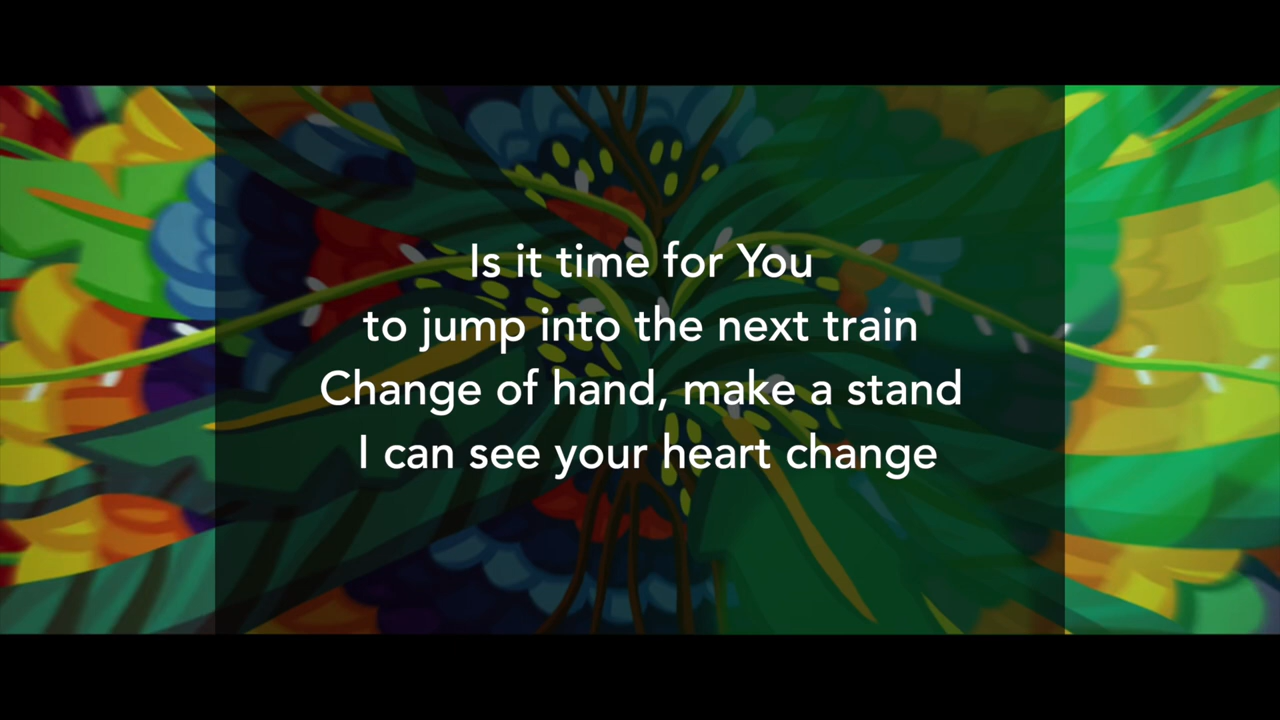 Is it time for You
to jump into the next train
Change of hand, make a stand
I can see your heart change